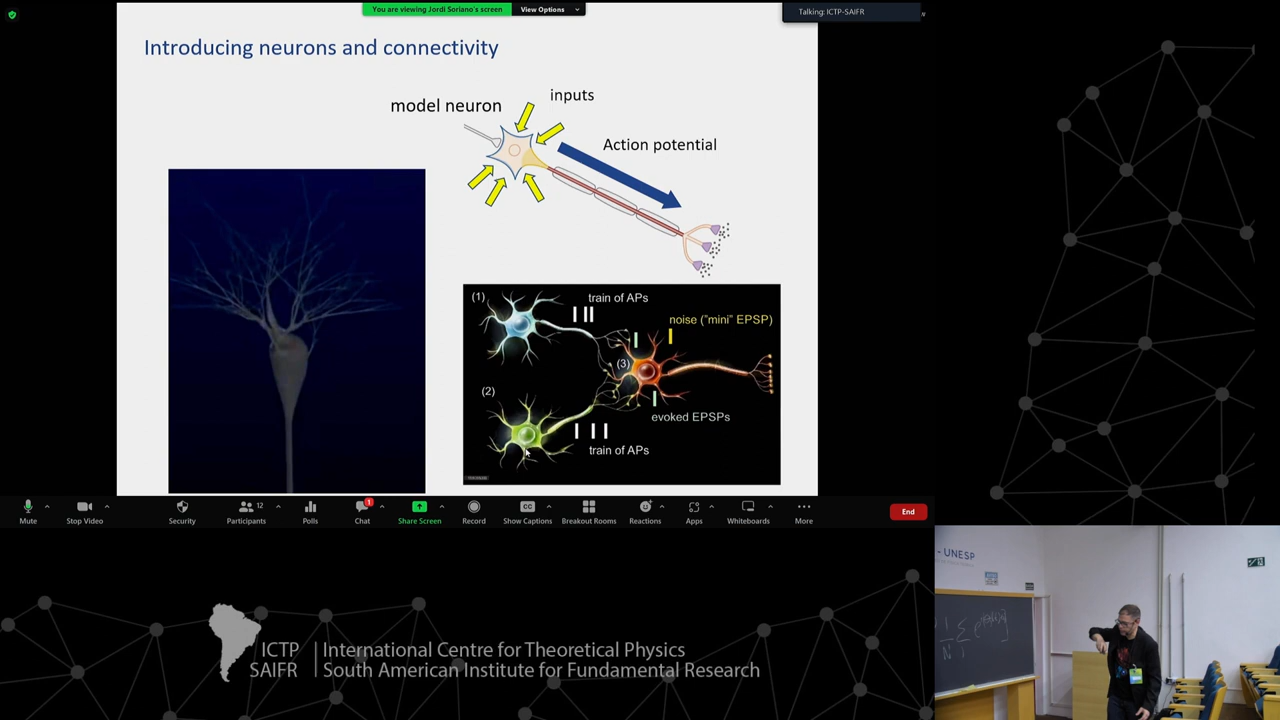 You are viewing Jordi Soriano's screen
View Options
Talking: ICTP-SAIFR
Introducing neurons and connectivity
model neuron
inputs
Action potential
(1)
train of APs
noise ("mini" EPSP)
(3)
(2)
evoked EPSPs
train of APs
Mute
Stop Video
Security
12
Participants
Polls
1
Chat
Share Screen
Record
CC
Show Captions
Breakout Rooms
Reactions
Apps
Whiteboards
More
End
- UNESP
ICTP
SAIFR
International Centre for Theoretical Physics
South American Institute for Fundamental Research